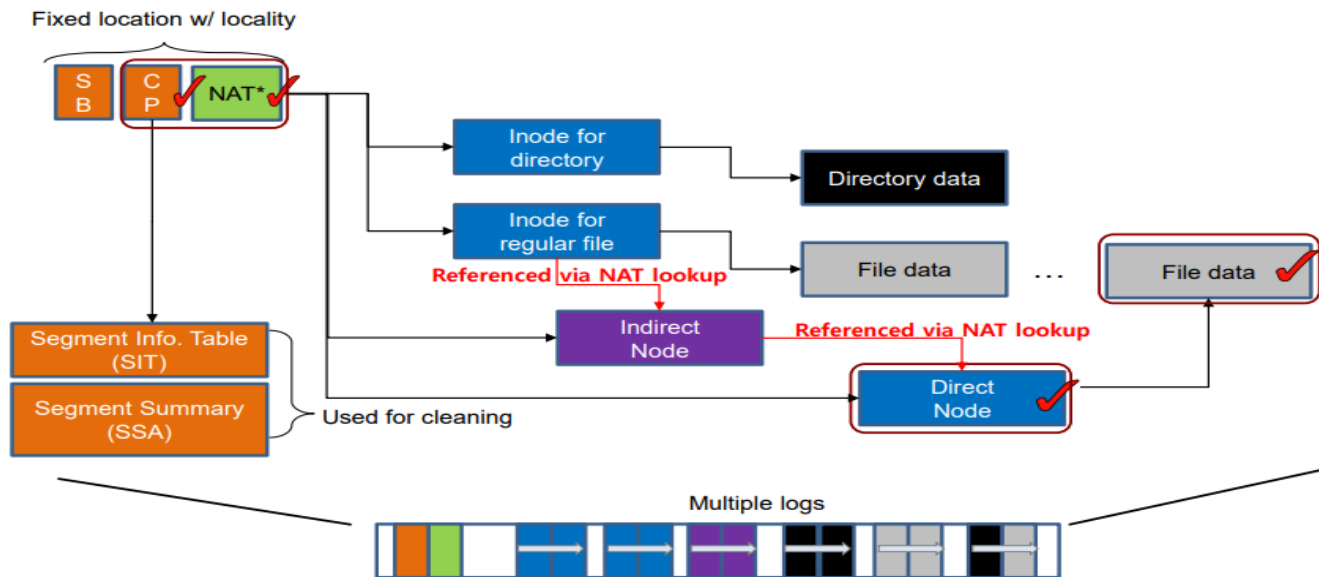 Fixed location w/ locality
S
B
C
P
NAT*
Inode for
directory
Directory data
Inode for
regular file
Referenced via NAT lookup
File data
...
File data
Segment Info. Table
(SIT)
Indirect
Node
Referenced via NAT lookup
Direct
Node
Segment Summary
(SSA)
Used for cleaning
Multiple logs